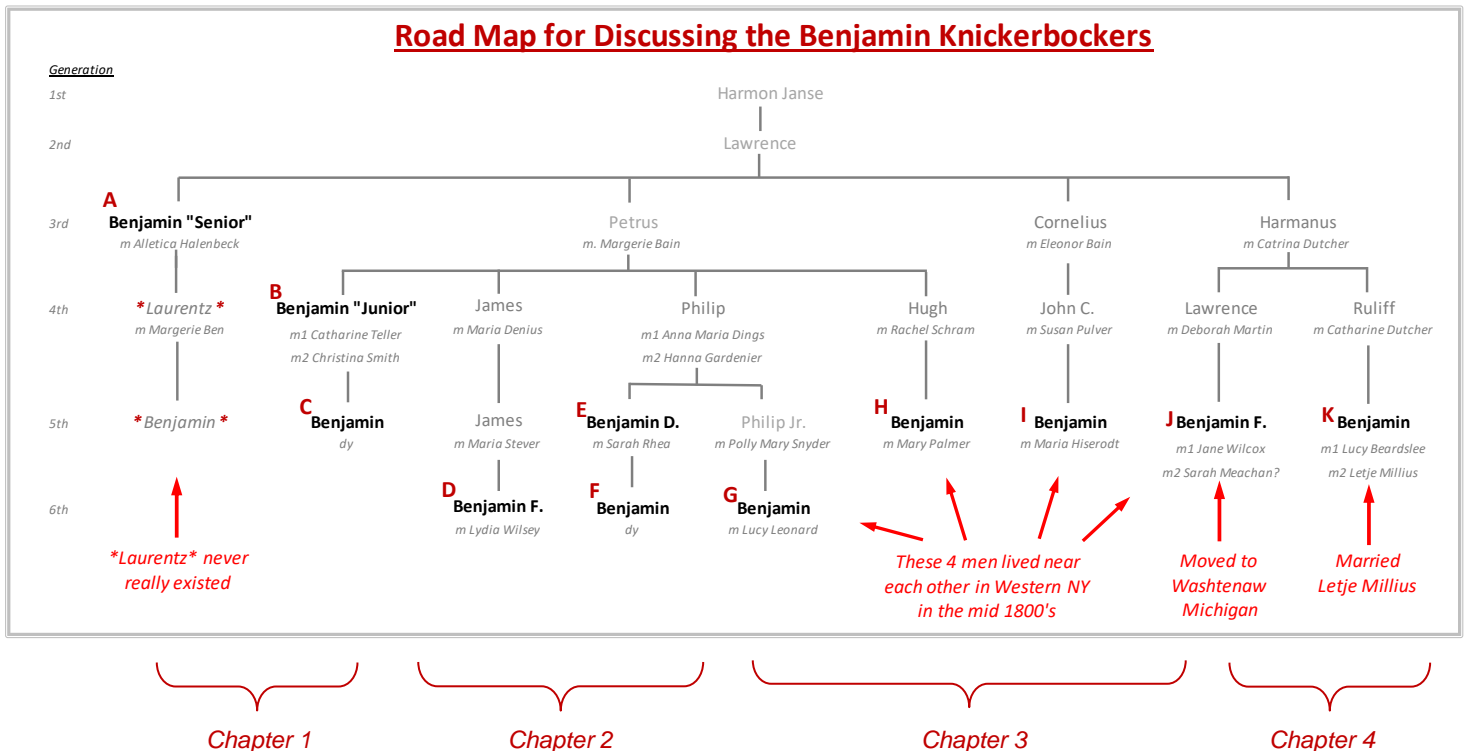 Road Map for Discussing the Benjamin Knickerbockers
Generation
1st
Harmon Janse
2nd
Lawrence
3rd
A
Benjamin "Senior"
m Alletica Halenbeck
Petrus
m. Margerie Bain
Cornelius
m Eleonor Bain
Harmanus
m Catrina Dutcher
4th
*Laurentz *
m Margerie Ben
B
Benjamin "Junior"
m1 Catharine Teller
m2 Christina Smith
James
m Maria Denius
Philip
m1 Anna Maria Dings
m2 Hanna Gardenier
Hugh
m Rachel Schram
John C.
m Susan Pulver
Lawrence
m Deborah Martin
Ruliff
m Catharine Dutcher
5th
*Benjamin *
C
Benjamin
dy
James
m Maria Stever
E
Benjamin D.
m Sarah Rhea
Philip Jr.
m Polly Mary Snyder
H
Benjamin
m Mary Palmer
I
Benjamin
m Maria Hiserodt
J
Benjamin F.
m1 Jane Wilcox
m2 Sarah Meachan?
K
Benjamin
m1 Lucy Beardslee
m2 Letje Millius
6th
D
Benjamin F.
m Lydia Wilsey
F
Benjamin
dy
G
Benjamin
m Lucy Leonard
*Laurentz* never
really existed
These 4 men lived near
each other in Western NY
in the mid 1800's
Moved to
Washtenaw
Michigan
Married
Letje Millius
Chapter 1
Chapter 2
Chapter 3
Chapter 4